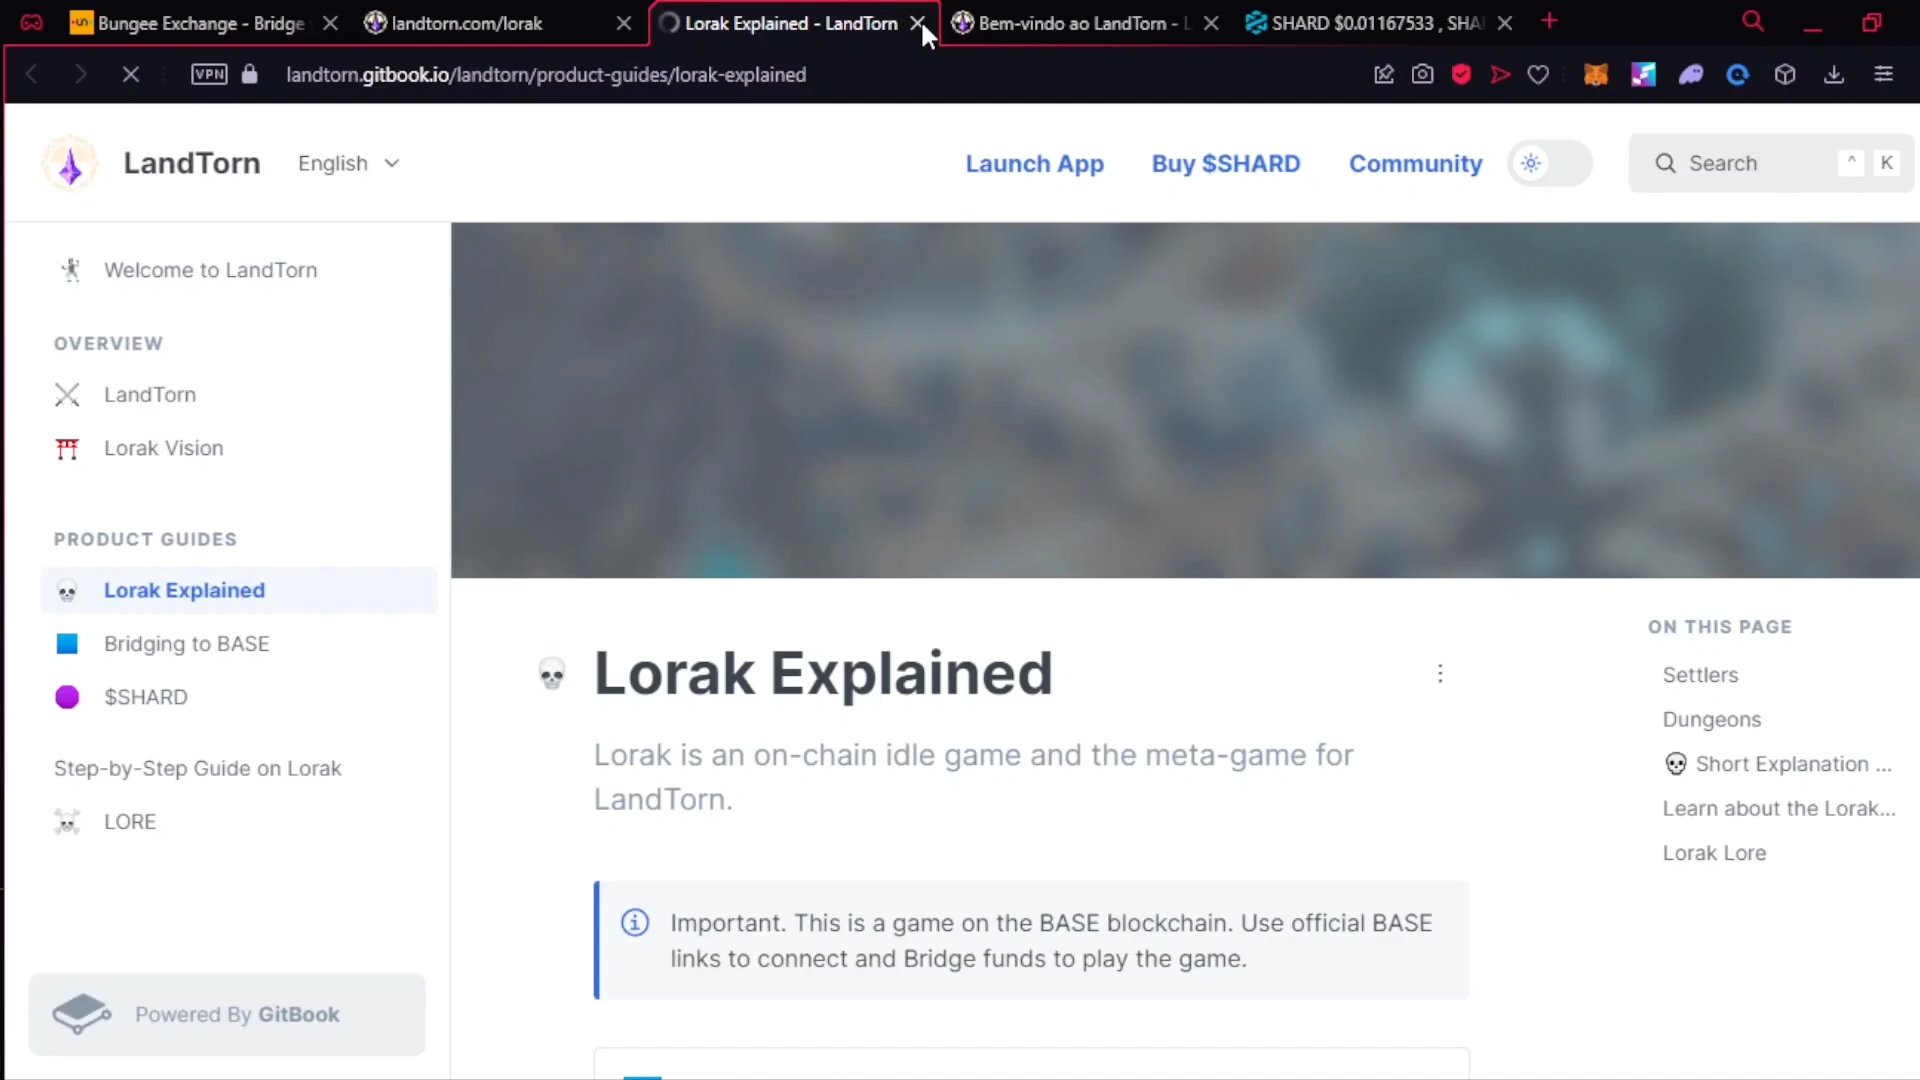 Bungee Exchange - Bridge
landtorn.com/lorak
Lorak Explained - LandTorn
Bem-vindo ao LandTorn - L
SHARD $0.01167533 , SHA
VPN
landtorn.gitbook.io/landtorn/product-guides/lorak-explained
LandTorn
English
Launch App
Buy $SHARD
Community
Search
^
K
Welcome to LandTorn
OVERVIEW
LandTorn
Lorak Vision
PRODUCT GUIDES
Lorak Explained
Bridging to BASE
$SHARD
Step-by-Step Guide on Lorak
LORE
Powered By GitBook
Lorak Explained
Lorak is an on-chain idle game and the meta-game for
LandTorn.
Important. This is a game on the BASE blockchain. Use official BASE
links to connect and Bridge funds to play the game.
ON THIS PAGE
Settlers
Dungeons
Short Explanation ...
Learn about the Lorak...
Lorak Lore